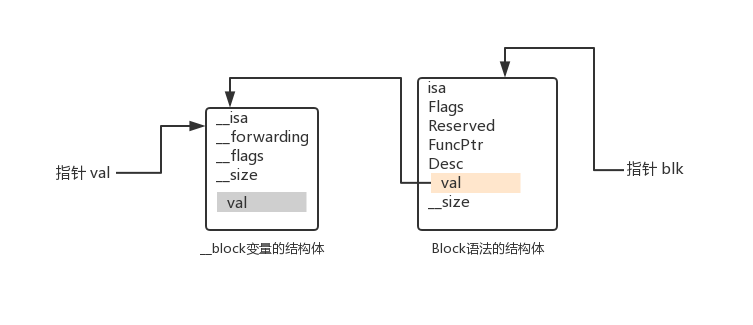 指针 val
__isa
__forwarding
__flags
__size
val
__block变量的结构体
isa
Flags
Reserved
FuncPtr
Desc
val
__size
Block语法的结构体
指针 blk